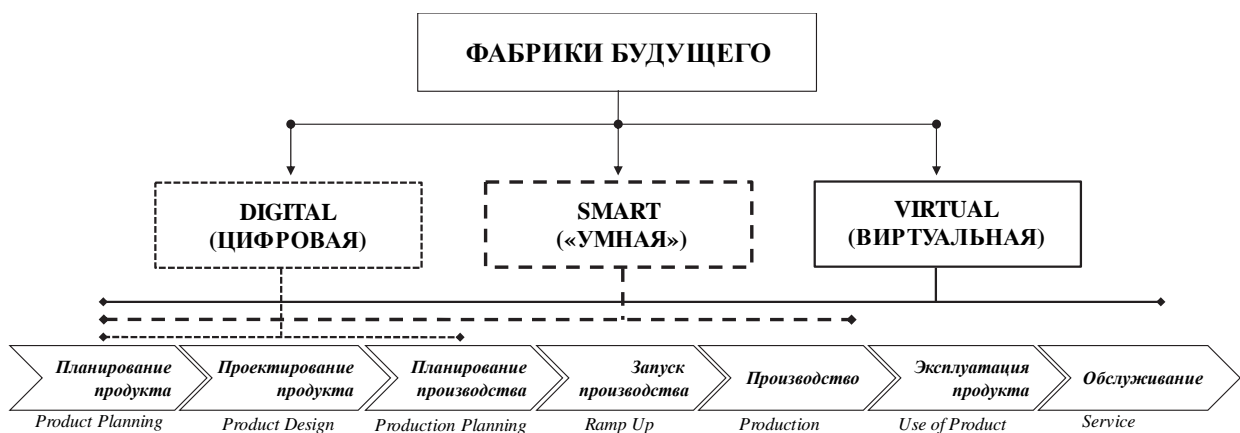 ФАБРИКИ БУДУЩЕГО
DIGITAL
(ЦИФРОВАЯ)
SMART
(«УМНАЯ»)
VIRTUAL
(ВИРТУАЛЬНАЯ)
Планирование
продукта
Проектирование
продукта
Планирование
производства
Запуск
производства
Производство
Эксплуатация
продукта
Обслуживание
Product Planning
Product Design
Production Planning
Ramp Up
Production
Use of Product
Service